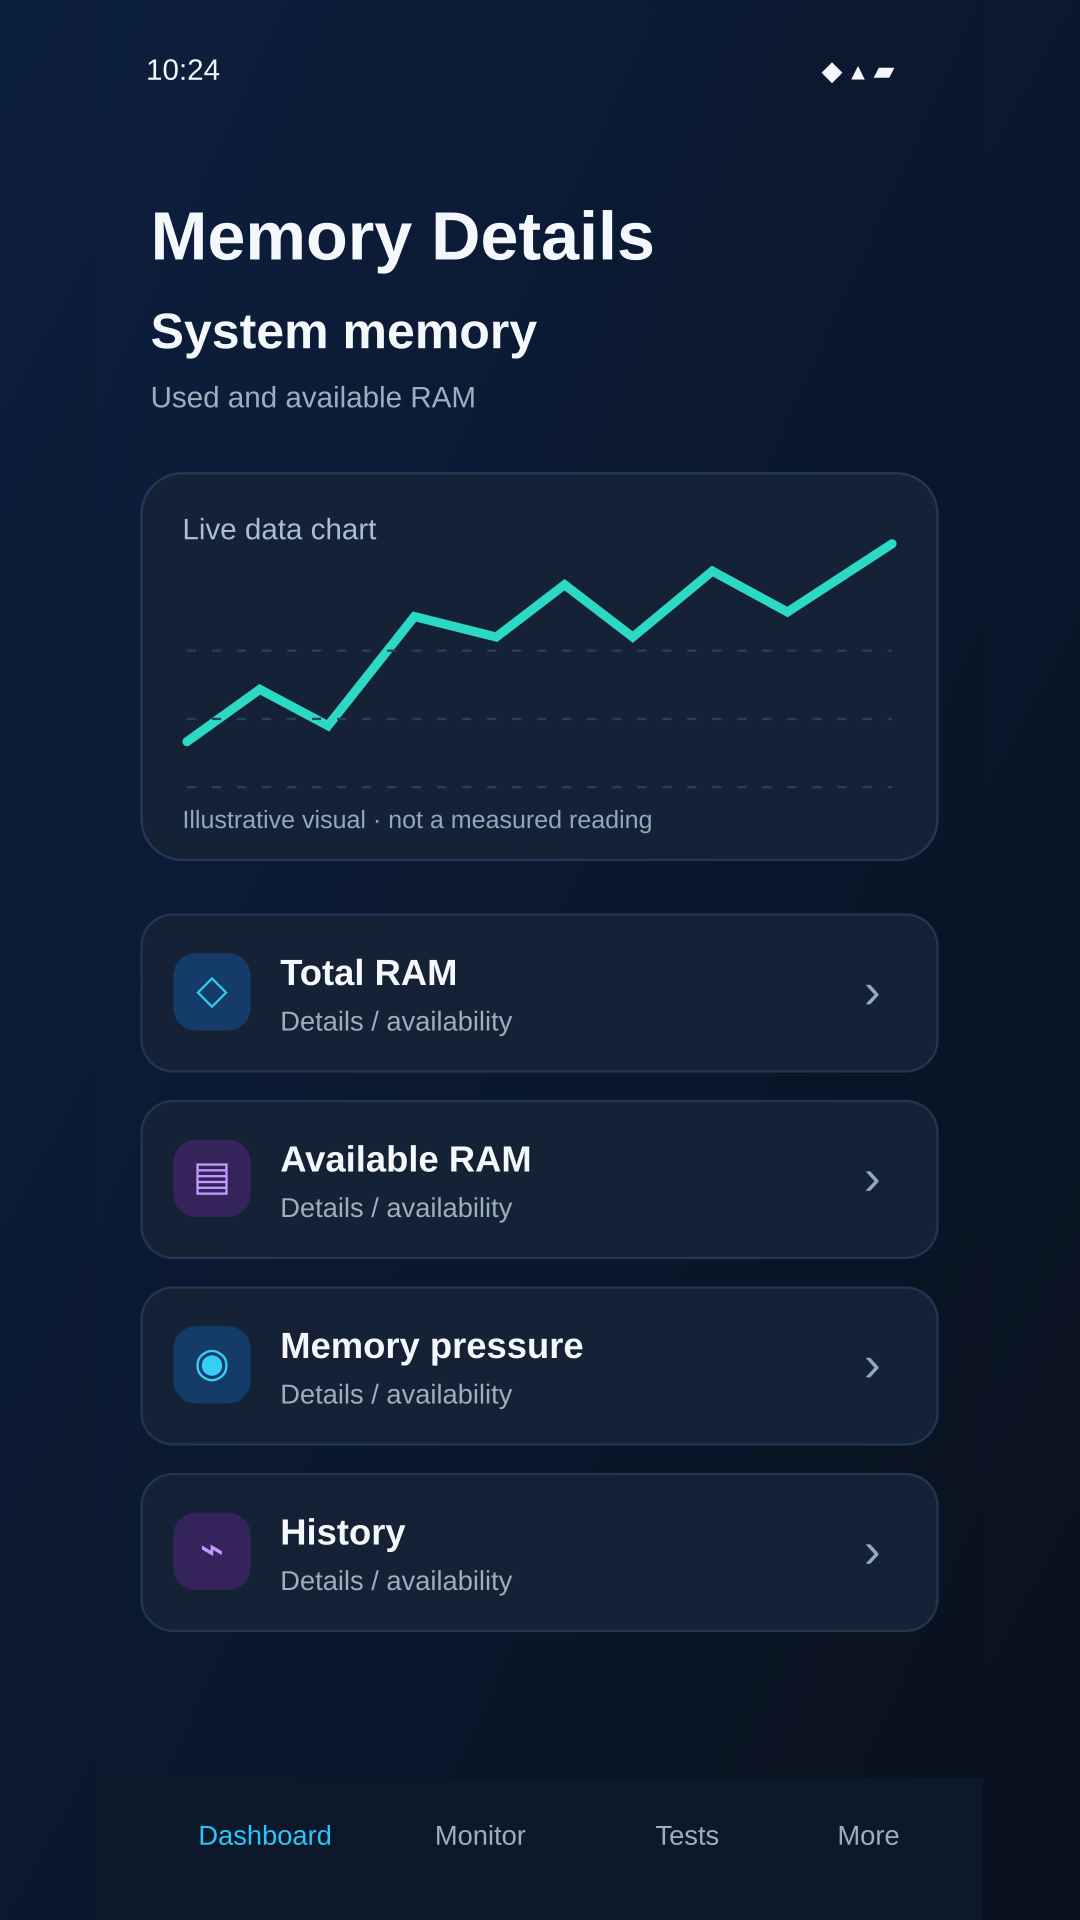 10:24
Memory Details
System memory
Used and available RAM
Live data chart
Illustrative visual · not a measured reading
Total RAM
Details / availability
Available RAM
Details / availability
Memory pressure
Details / availability
History
Details / availability
Dashboard Monitor Tests More